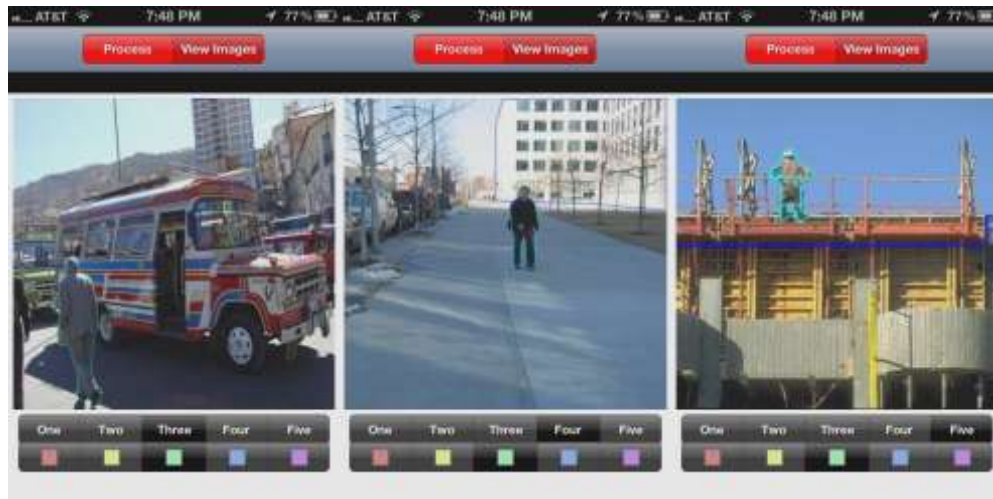 AT&T 7:48 PM 77%
Process View Images
One Two Three Four Five
AT&T 7:48 PM 77%
Process View Images
One Two Three Four Five
AT&T 7:48 PM 77%
Process View Images
One Two Three Four Five